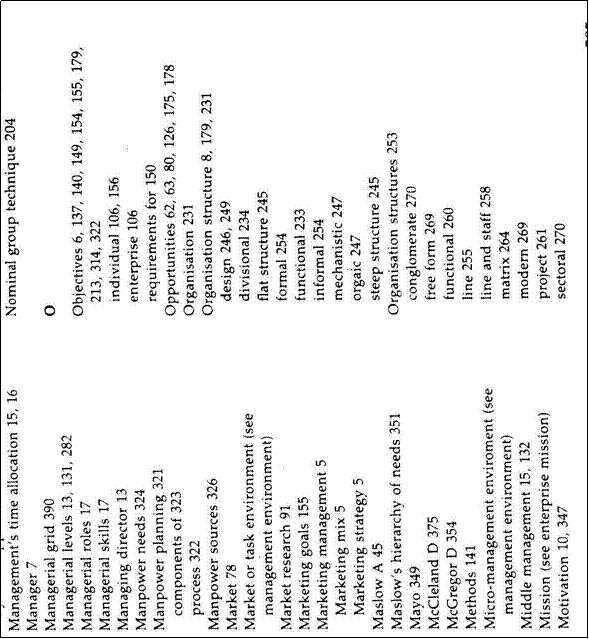 Management's time allocation 15, 16
Manager 7
Managerial grid 390
Managerial levels 13, 131, 282
Managerial roles 17
Managerial skills 17
Managing director 13
Manpower needs 324
Manpower planning 321
components of 323
process 322
Manpower sources 326
Market 78
Market or task environment (see
management environment)
Market research 91
Marketing goals 155
Marketing management 5
Marketing mix 5
Marketing strategy 5
Maslow A 45
Maslow's hierarchy of needs 351
Mayo 349
McCleland D 375
McGregor D 354
Methods 141
Micro-management enviroment (see
management environment)
Middle management 15, 132
Mission (see enterprise mission)
Motivation 10, 347
Nominal group technique 204
O
Objectives 6, 137, 140, 149, 154, 155, 179,
213, 314, 322
individual 106, 156
enterprise 106
requirements for 150
Opportunities 62, 63, 80, 126, 175, 178
Organisation 231
Organisation structure 8, 179, 231
design 246, 249
divisional 234
flat structure 245
formal 254
functional 233
informal 254
mechanistic 247
orgaic 247
steep structure 245
Organisation structures 253
conglomerate 270
free form 269
functional 260
line 255
line and staff 258
matrix 264
modern 269
project 261
sectoral 270